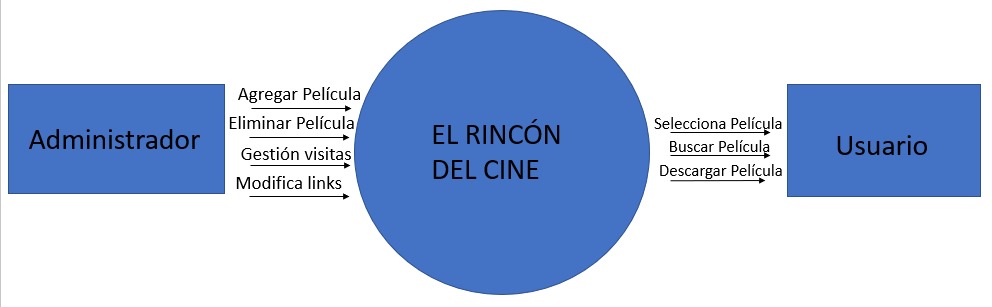 Administrador
Agregar Película
Eliminar Película
Gestión visitas
Modifica links
EL RINCÓN
DEL CINE
Selecciona Película
Buscar Película
Descargar Película
Usuario